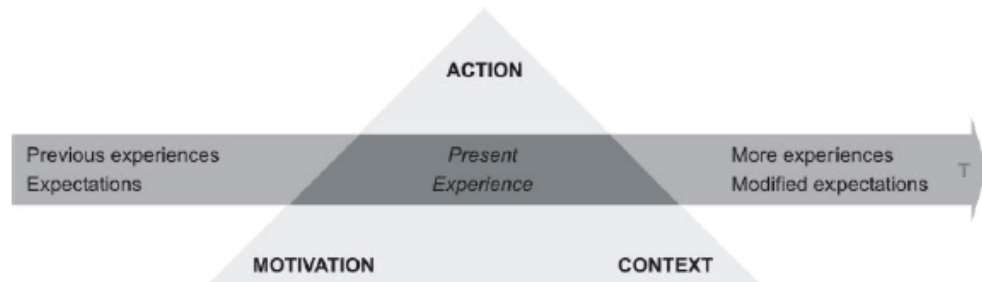 ACTION
Previous experiences
Present
More experiences
T
Expectations
Experience
Modified expectations
MOTIVATION
CONTEXT